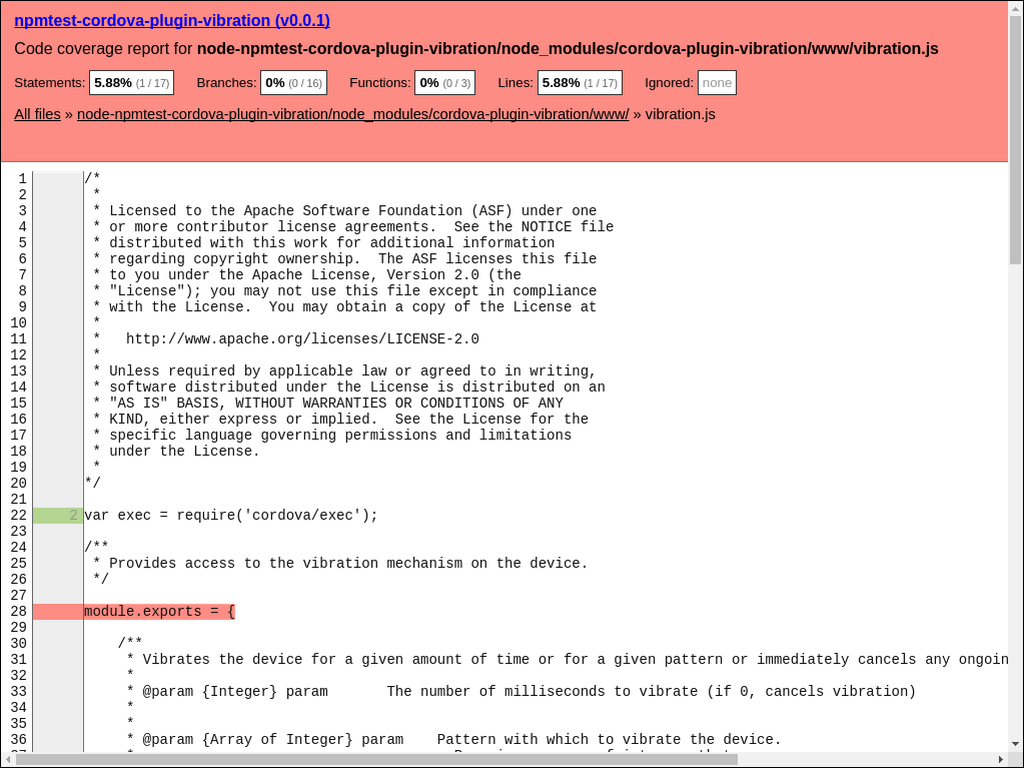 npmtest-cordova-plugin-vibration (v0.0.1)
Code coverage report for node-npmtest-cordova-plugin-vibration/node_modules/cordova-plugin-vibration/www/vibration.js
Statements: 5.88% (1 / 17) Branches: 0% (0 / 16) Functions: 0% (0 / 3) Lines: 5.88% (1 / 17) Ignored: none
All files » node-npmtest-cordova-plugin-vibration/node_modules/cordova-plugin-vibration/www/ » vibration.js
1 /*
2  *
3  * Licensed to the Apache Software Foundation (ASF) under one
4  * or more contributor license agreements.  See the NOTICE file
5  * distributed with this work for additional information
6  * regarding copyright ownership.  The ASF licenses this file
7  * to you under the Apache License, Version 2.0 (the
8  * "License"); you may not use this file except in compliance
9  * with the License.  You may obtain a copy of the License at
10  *
11  *   http://www.apache.org/licenses/LICENSE-2.0
12  *
13  * Unless required by applicable law or agreed to in writing,
14  * software distributed under the License is distributed on an
15  * "AS IS" BASIS, WITHOUT WARRANTIES OR CONDITIONS OF ANY
16  * KIND, either express or implied.  See the License for the
17  * specific language governing permissions and limitations
18  * under the License.
19  *
20 */
21
22 2 var exec = require('cordova/exec');
23
24 /**
25  * Provides access to the vibration mechanism on the device.
26  */
27
28 module.exports = {
29
30     /**
31      * Vibrates the device for a given amount of time or for a given pattern or immediately cancels any ongoin
32      *
33      * @param {Integer} param       The number of milliseconds to vibrate (if 0, cancels vibration)
34      *
35      *
36      * @param {Array of Integer} param    Pattern with which to vibrate the device.